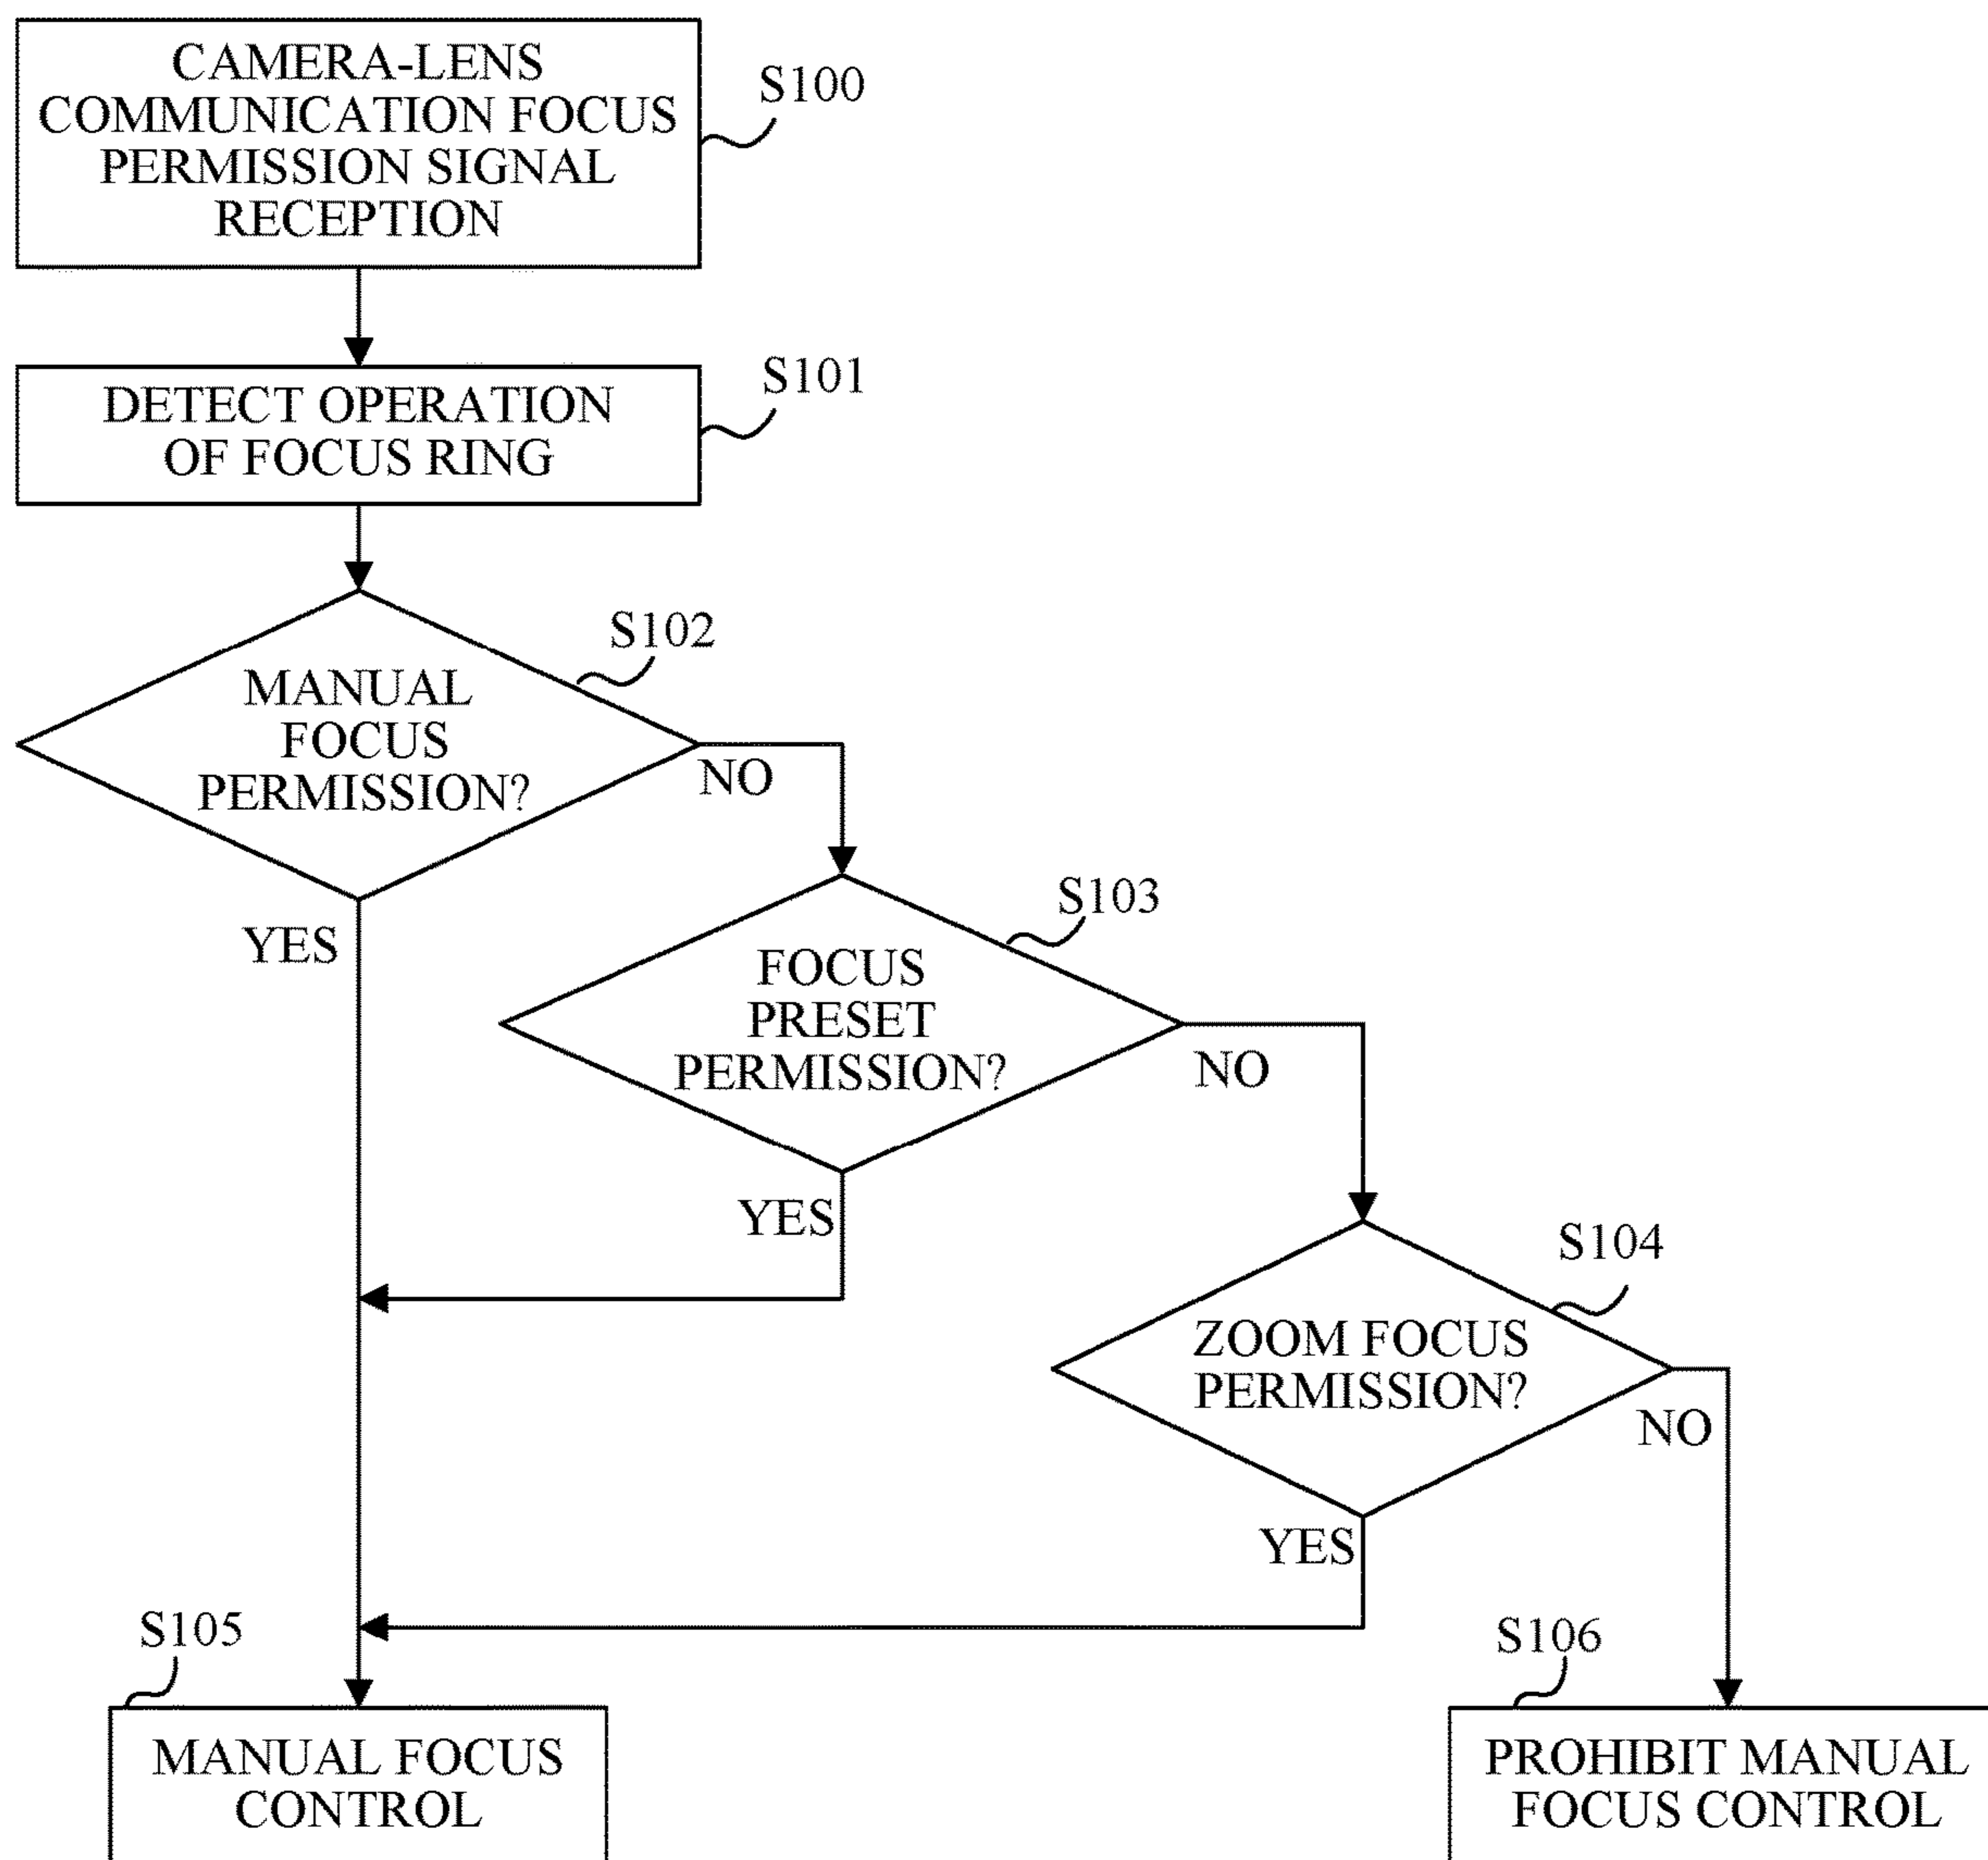 CAMERA-LENS
COMMUNICATION FOCUS
PERMISSION SIGNAL
RECEPTION
S100
DETECT OPERATION
OF FOCUS RING
S101
MANUAL
FOCUS
PERMISSION?
S102
NO
YES
FOCUS
PRESET
PERMISSION?
S103
NO
YES
ZOOM FOCUS
PERMISSION?
S104
NO
YES
S105
MANUAL FOCUS
CONTROL
S106
PROHIBIT MANUAL
FOCUS CONTROL